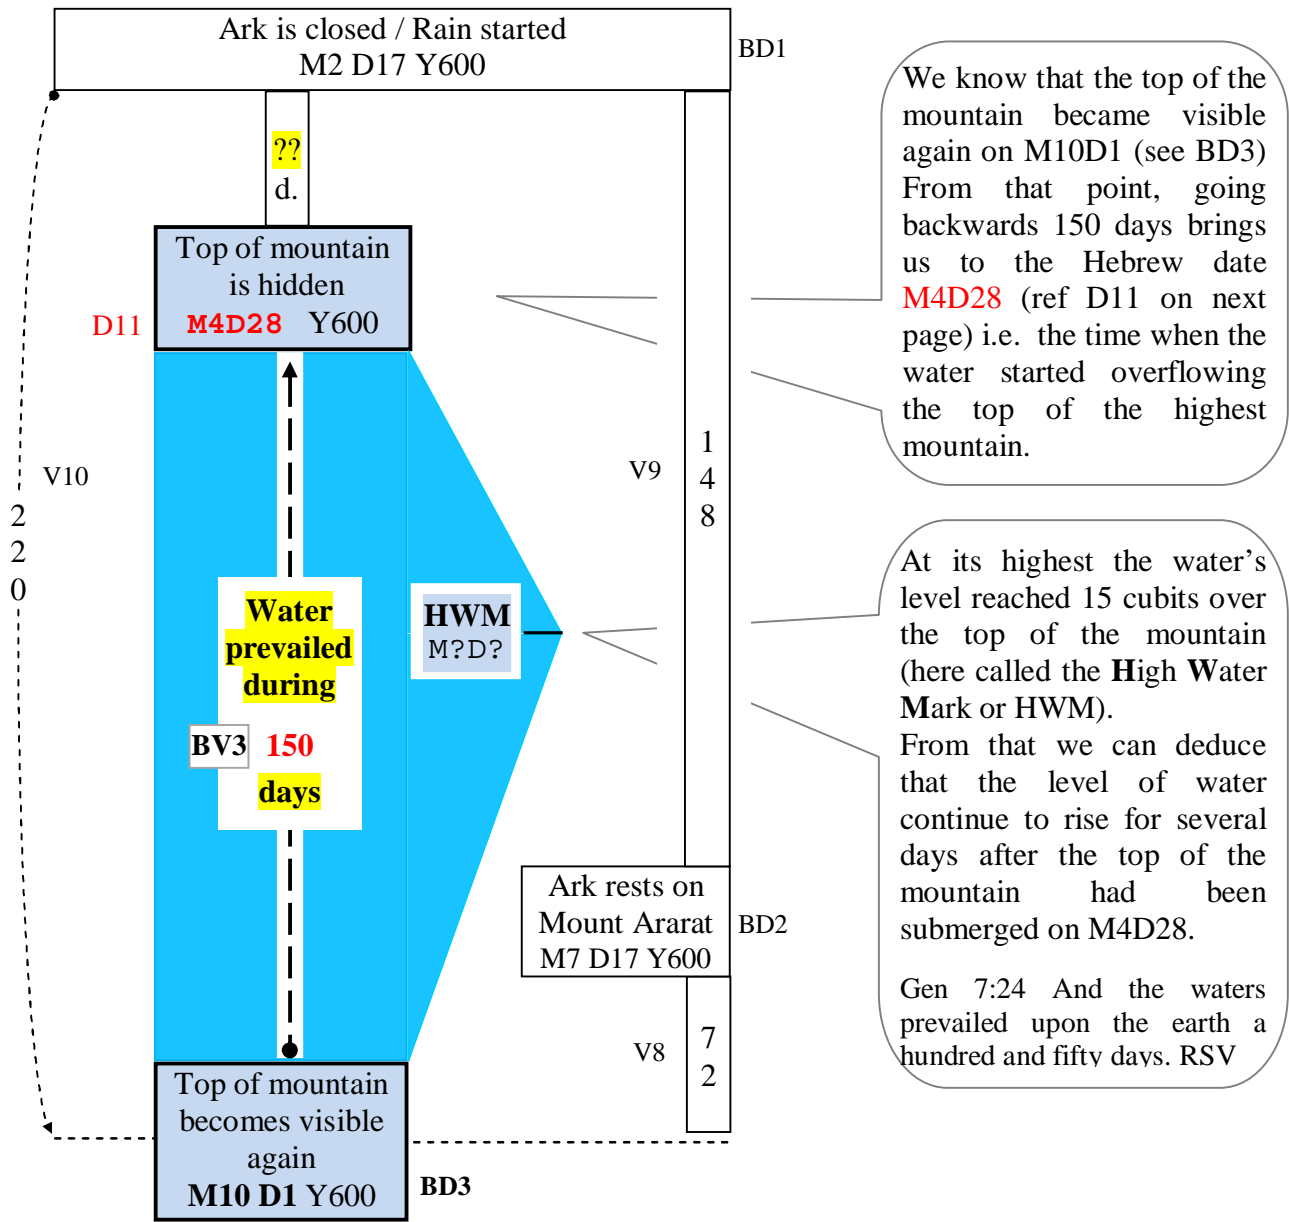 Ark is closed / Rain started
M2 D17 Y600
BD1
??
d.
Top of mountain
is hidden
M4D28 Y600
D11
V10
2
2
0
V9
1
4
8
Water
prevailed
during
BV3 150
days
HWM
M?D?
Ark rests on
Mount Ararat
M7 D17 Y600
BD2
V8
7
2
Top of mountain
becomes visible
again
M10 D1 Y600
BD3
We know that the top of the
mountain became visible
again on M10D1 (see BD3)
From that point, going
backwards 150 days brings
us to the Hebrew date
M4D28 (ref D11 on next
page) i.e. the time when the
water started overflowing
the top of the highest
mountain.
At its highest the water’s
level reached 15 cubits over
the top of the mountain
(here called the High Water
Mark or HWM).
From that we can deduce
that the level of water
continue to rise for several
days after the top of the
mountain had been
submerged on M4D28.
Gen 7:24 And the waters
prevailed upon the earth a
hundred and fifty days. RSV